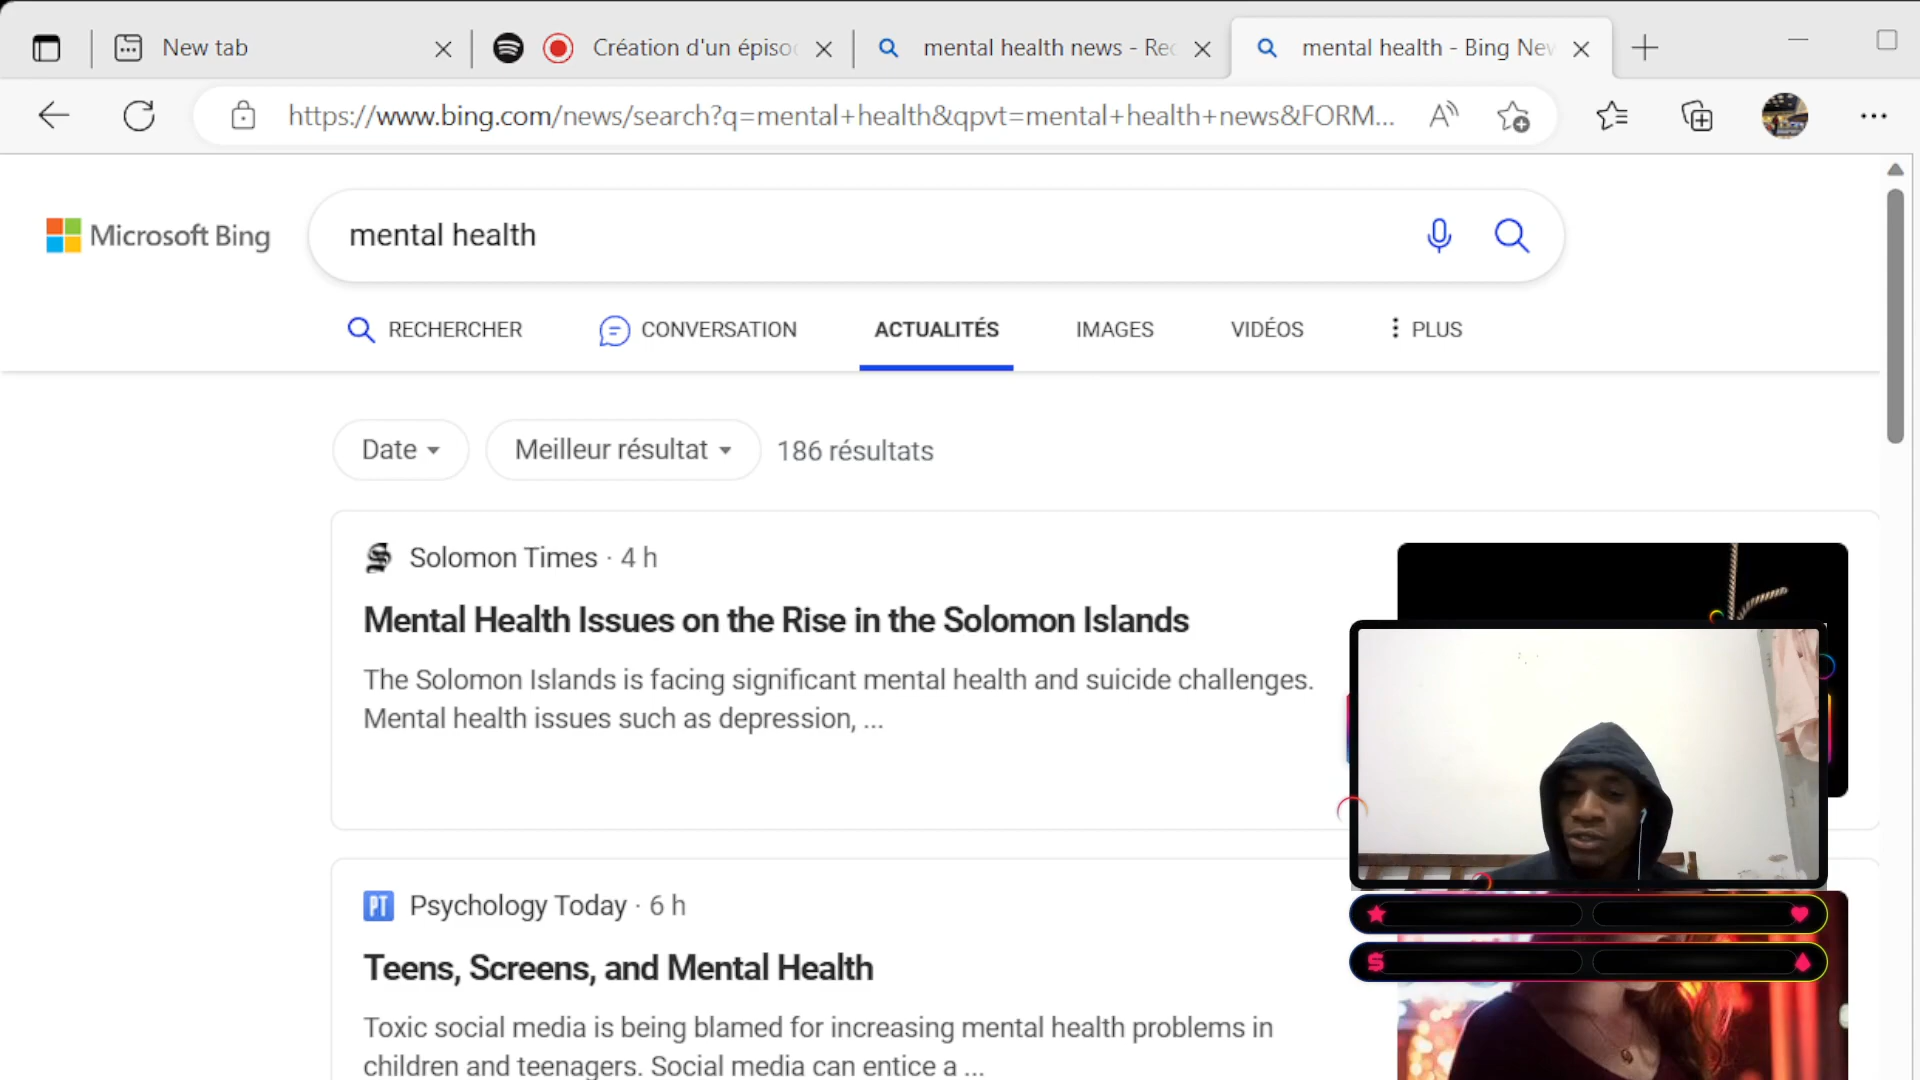 New tab
Création d'un épiso
mental health news - Rec
mental health - Bing New
https://www.bing.com/news/search?q=mental+health&qpvt=mental+health+news&FORM...
Microsoft Bing
mental health
RECHERCHER
CONVERSATION
ACTUALITÉS
IMAGES
VIDÉOS
PLUS
Date
Meilleur résultat
186 résultats
Solomon Times · 4 h
Mental Health Issues on the Rise in the Solomon Islands
The Solomon Islands is facing significant mental health and suicide challenges.
Mental health issues such as depression, ...
PT Psychology Today · 6 h
Teens, Screens, and Mental Health
Toxic social media is being blamed for increasing mental health problems in
children and teenagers. Social media can entice a ...